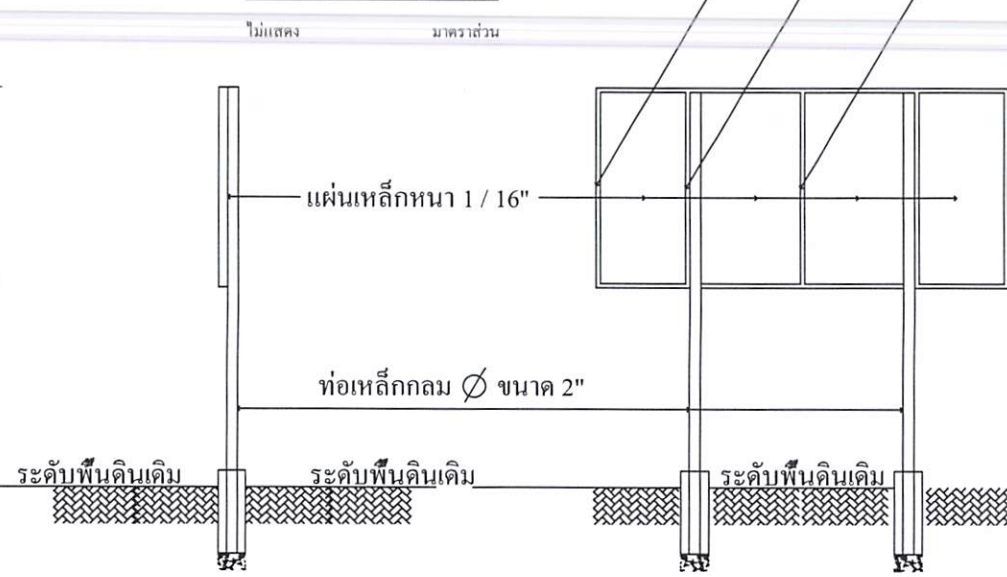 ไม่แสดง มาตราส่วน
แผ่นเหล็กหนา 1 / 16"
ท่อเหล็กกลม ∅ ขนาด 2"
ระดับพื้นดินเดิม ระดับพื้นดินเดิม ระดับพื้นดินเดิม